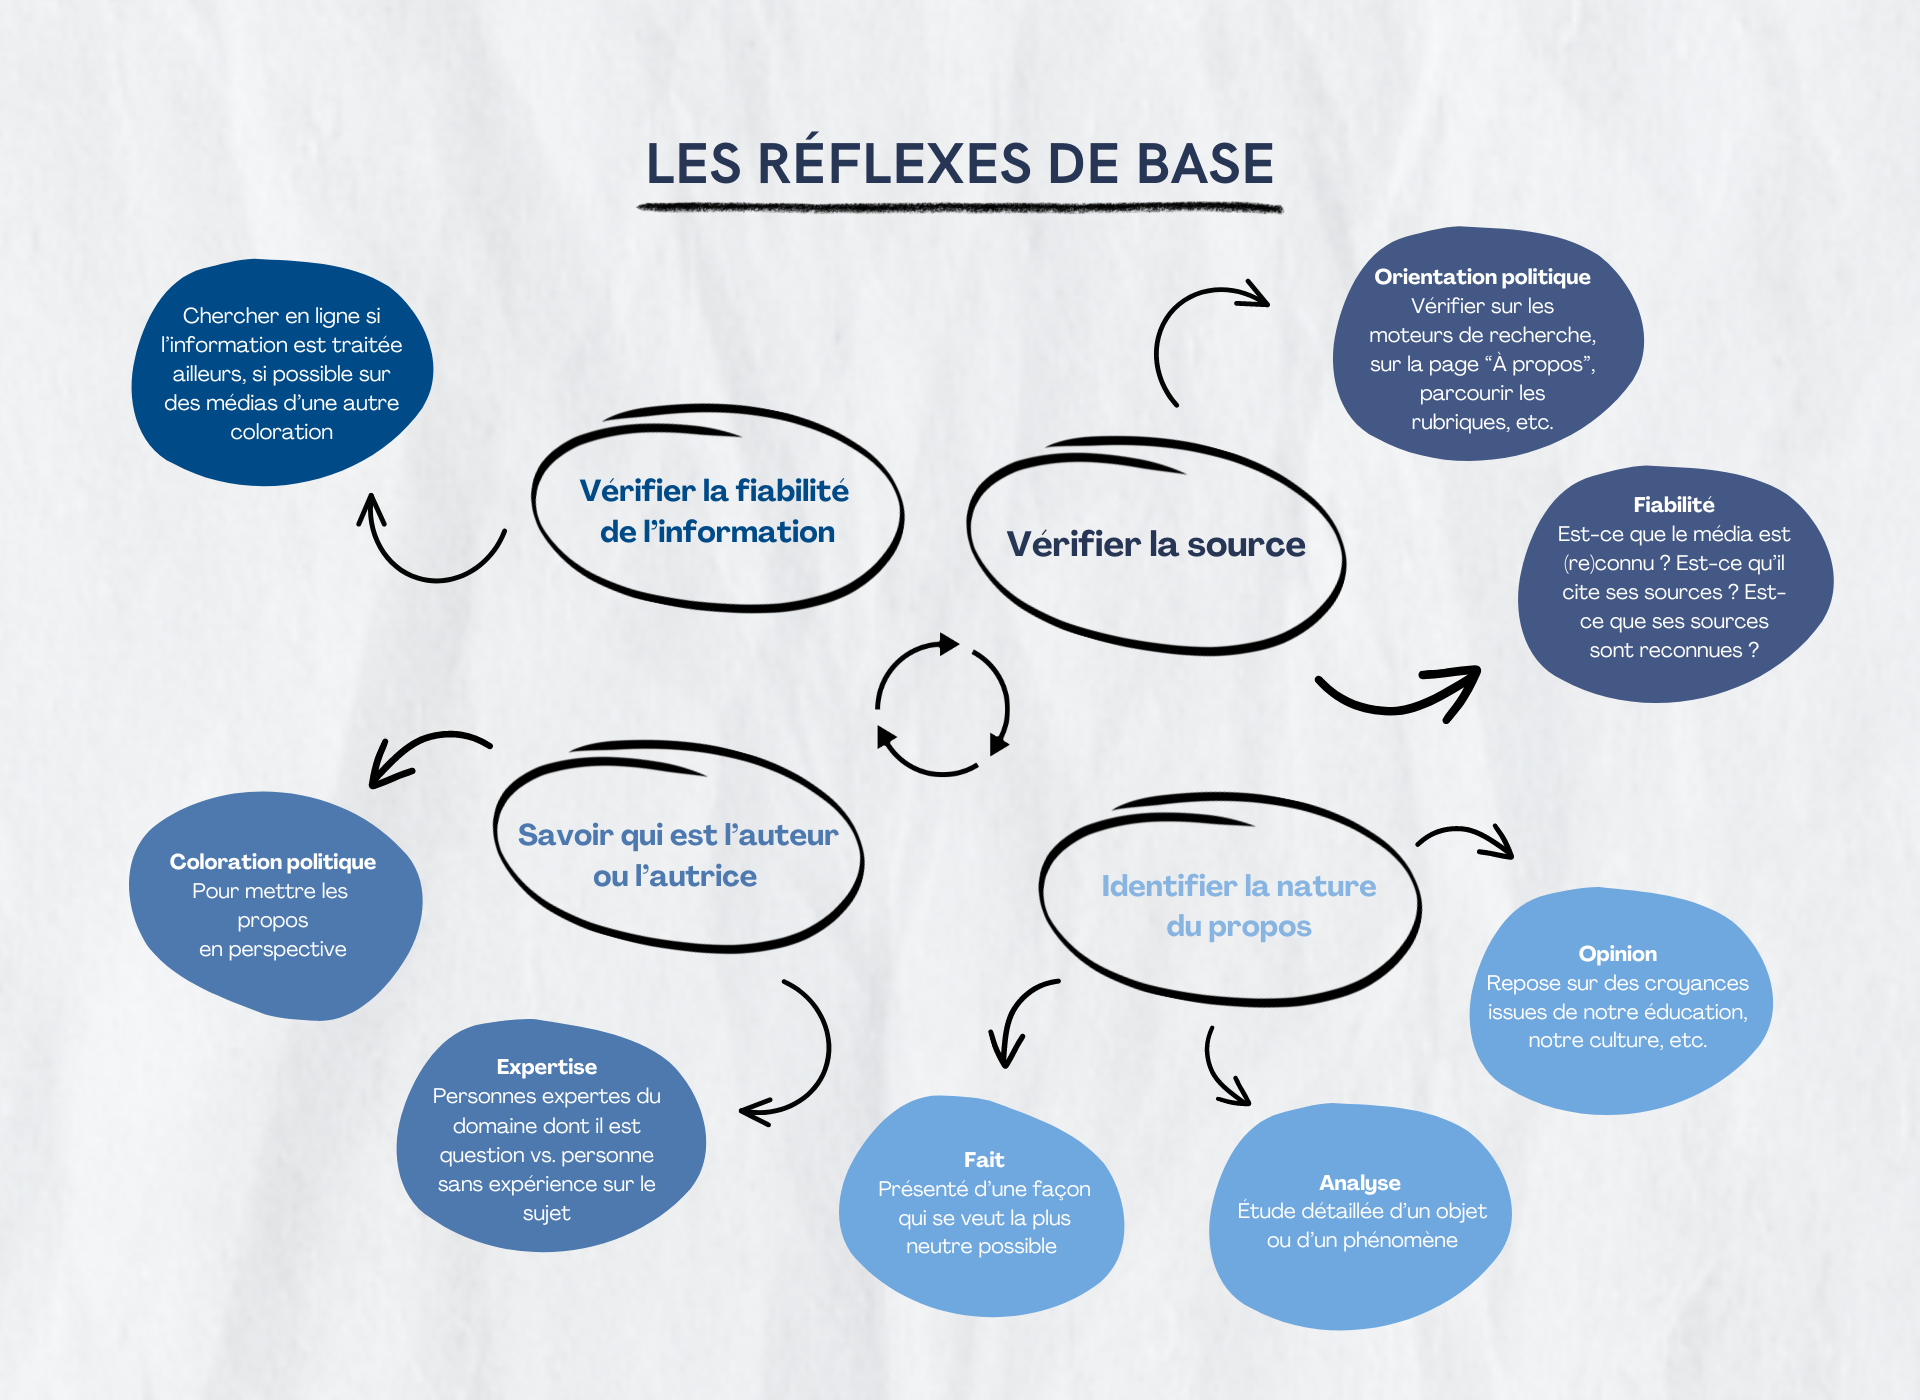 LES RÉFLEXES DE BASE
Chercher en ligne si
l'information est traitée
ailleurs, si possible sur
des médias d'une autre
coloration
Vérifier la fiabilité
de l'information
Vérifier la source
Orientation politique
Vérifier sur les
moteurs de recherche,
sur la page “À propos”,
parcourir les
rubriques, etc.
Fiabilité
Est-ce que le média est
(re)connu ? Est-ce qu'il
cite ses sources ? Est-
ce que ses sources
sont reconnues ?
Savoir qui est l'auteur
ou l'autrice
Coloration politique
Pour mettre les
propos
en perspective
Expertise
Personnes expertes du
domaine dont il est
question vs. personne
sans expérience sur le
sujet
Identifier la nature
du propos
Opinion
Repose sur des croyances
issues de notre éducation,
notre culture, etc.
Fait
Présenté d'une façon
qui se veut la plus
neutre possible
Analyse
Étude détaillée d'un objet
ou d'un phénomène